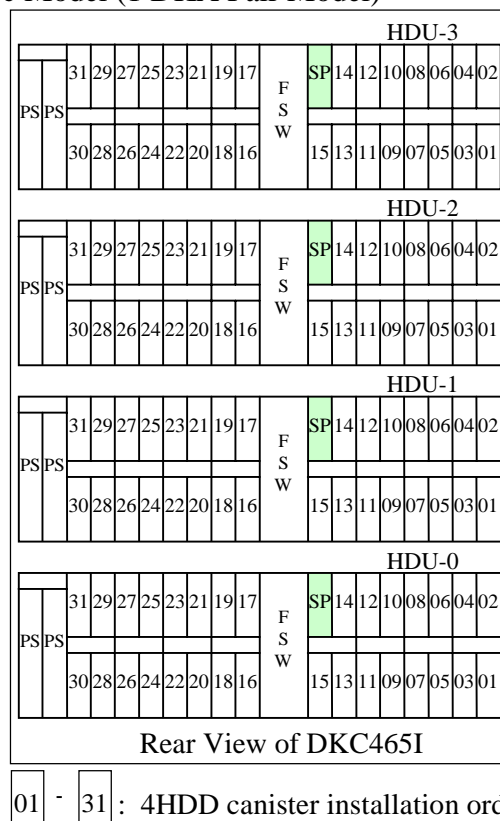 HDU-3
31 29 27 25 23 21 19 17 SP 14 12 10 08 06 04 02
PS PS F S W
30 28 26 24 22 20 18 16 15 13 11 09 07 05 03 01
HDU-2
31 29 27 25 23 21 19 17 SP 14 12 10 08 06 04 02
PS PS F S W
30 28 26 24 22 20 18 16 15 13 11 09 07 05 03 01
HDU-1
31 29 27 25 23 21 19 17 SP 14 12 10 08 06 04 02
PS PS F S W
30 28 26 24 22 20 18 16 15 13 11 09 07 05 03 01
HDU-0
31 29 27 25 23 21 19 17 SP 14 12 10 08 06 04 02
PS PS F S W
30 28 26 24 22 20 18 16 15 13 11 09 07 05 03 01
Rear View of DKC465I
01 - 31 : 4HDD canister installation